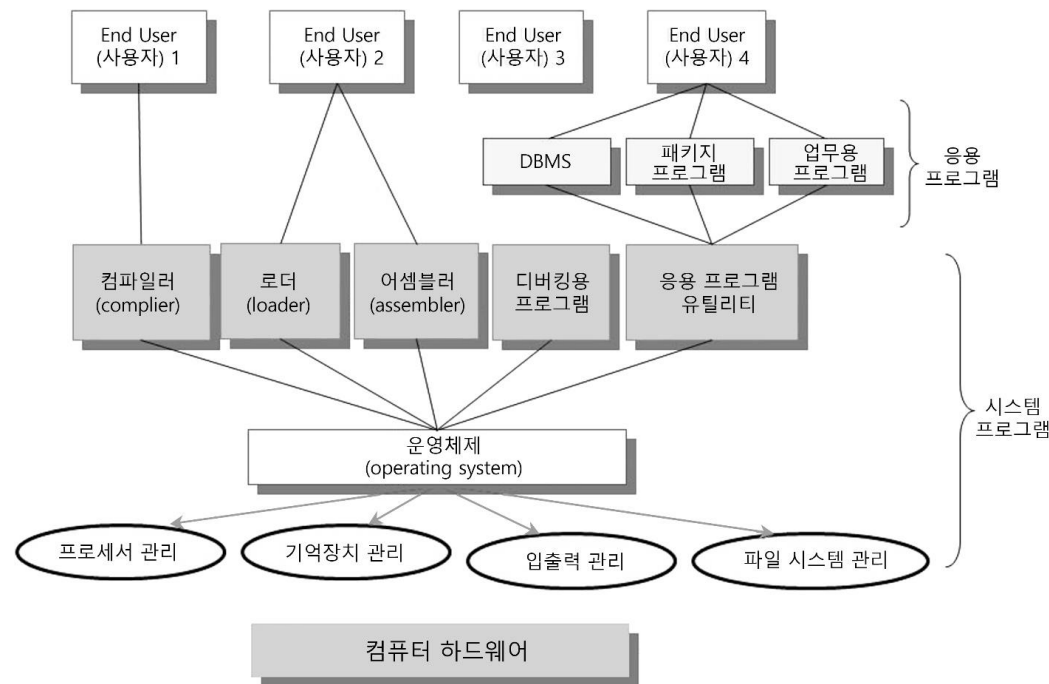 End User
(사용자) 1
End User
(사용자) 2
End User
(사용자) 3
End User
(사용자) 4
DBMS
패키지
프로그램
업무용
프로그램
응용
프로그램
컴파일러
(complier)
로더
(loader)
어셈블러
(assembler)
디버킹용
프로그램
응용 프로그램
유틸리티
시스템
프로그램
운영체제
(operating system)
프로세서 관리
기억장치 관리
입출력 관리
파일 시스템 관리
컴퓨터 하드웨어